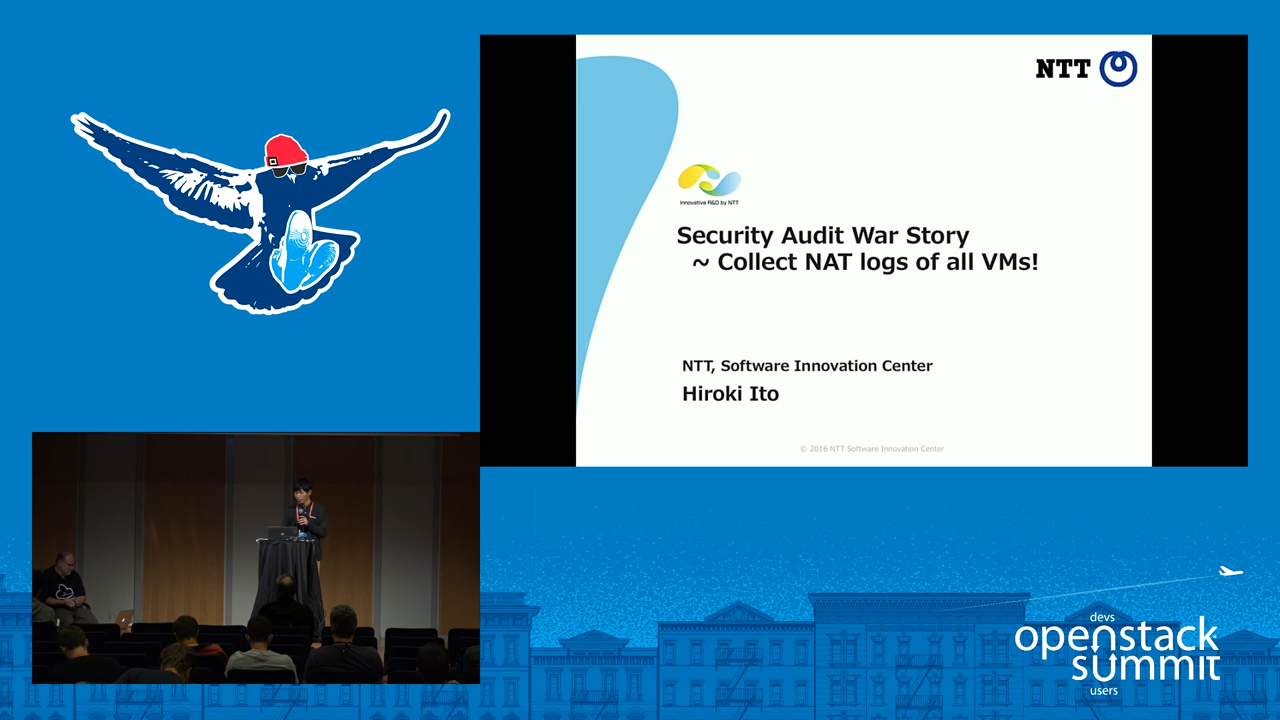 NTT
Innovative R&D by NTT
Security Audit War Story
~ Collect NAT logs of all VMs!
NTT, Software Innovation Center
Hiroki Ito
© 2016 NTT Software Innovation Center
devs
openstack
summit
users